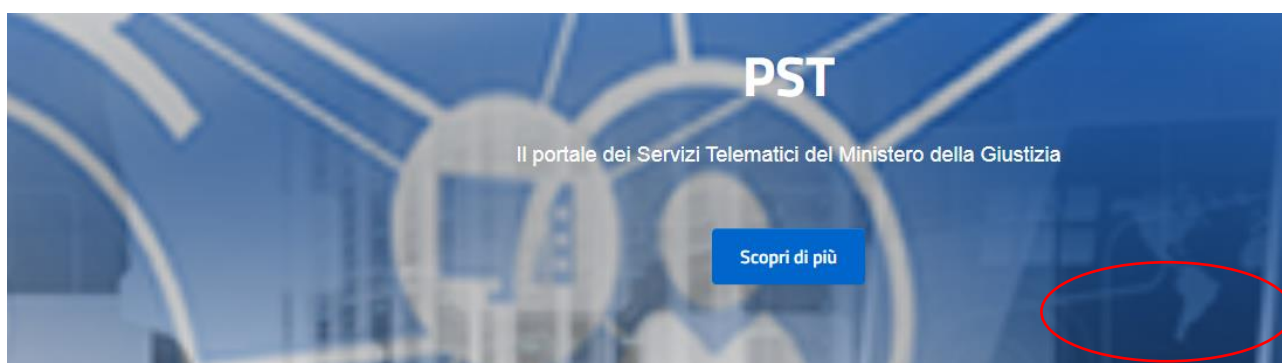 PST
Il portale dei Servizi Telematici del Ministero della Giustizia
Scopri di più